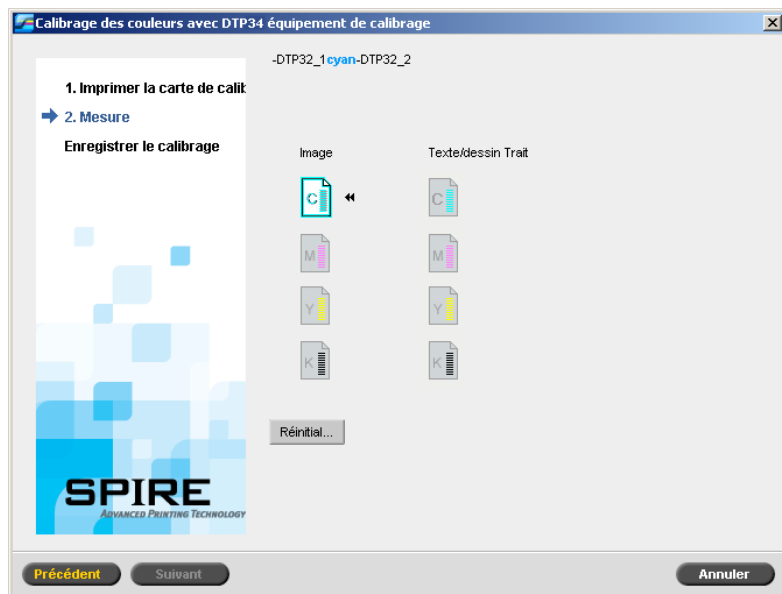 Calibrage des couleurs avec DTP34 équipement de calibrage
-DTP32_1cyan-DTP32_2
1. Imprimer la carte de calib
2. Mesure
Enregistrer le calibrage
Image
Texte/dessin Trait
C
C
M
M
Y
Y
K
K
Réinitial...
SPIRE
ADVANCED PRINTING TECHNOLOGY
Précédent
Suivant
Annuler